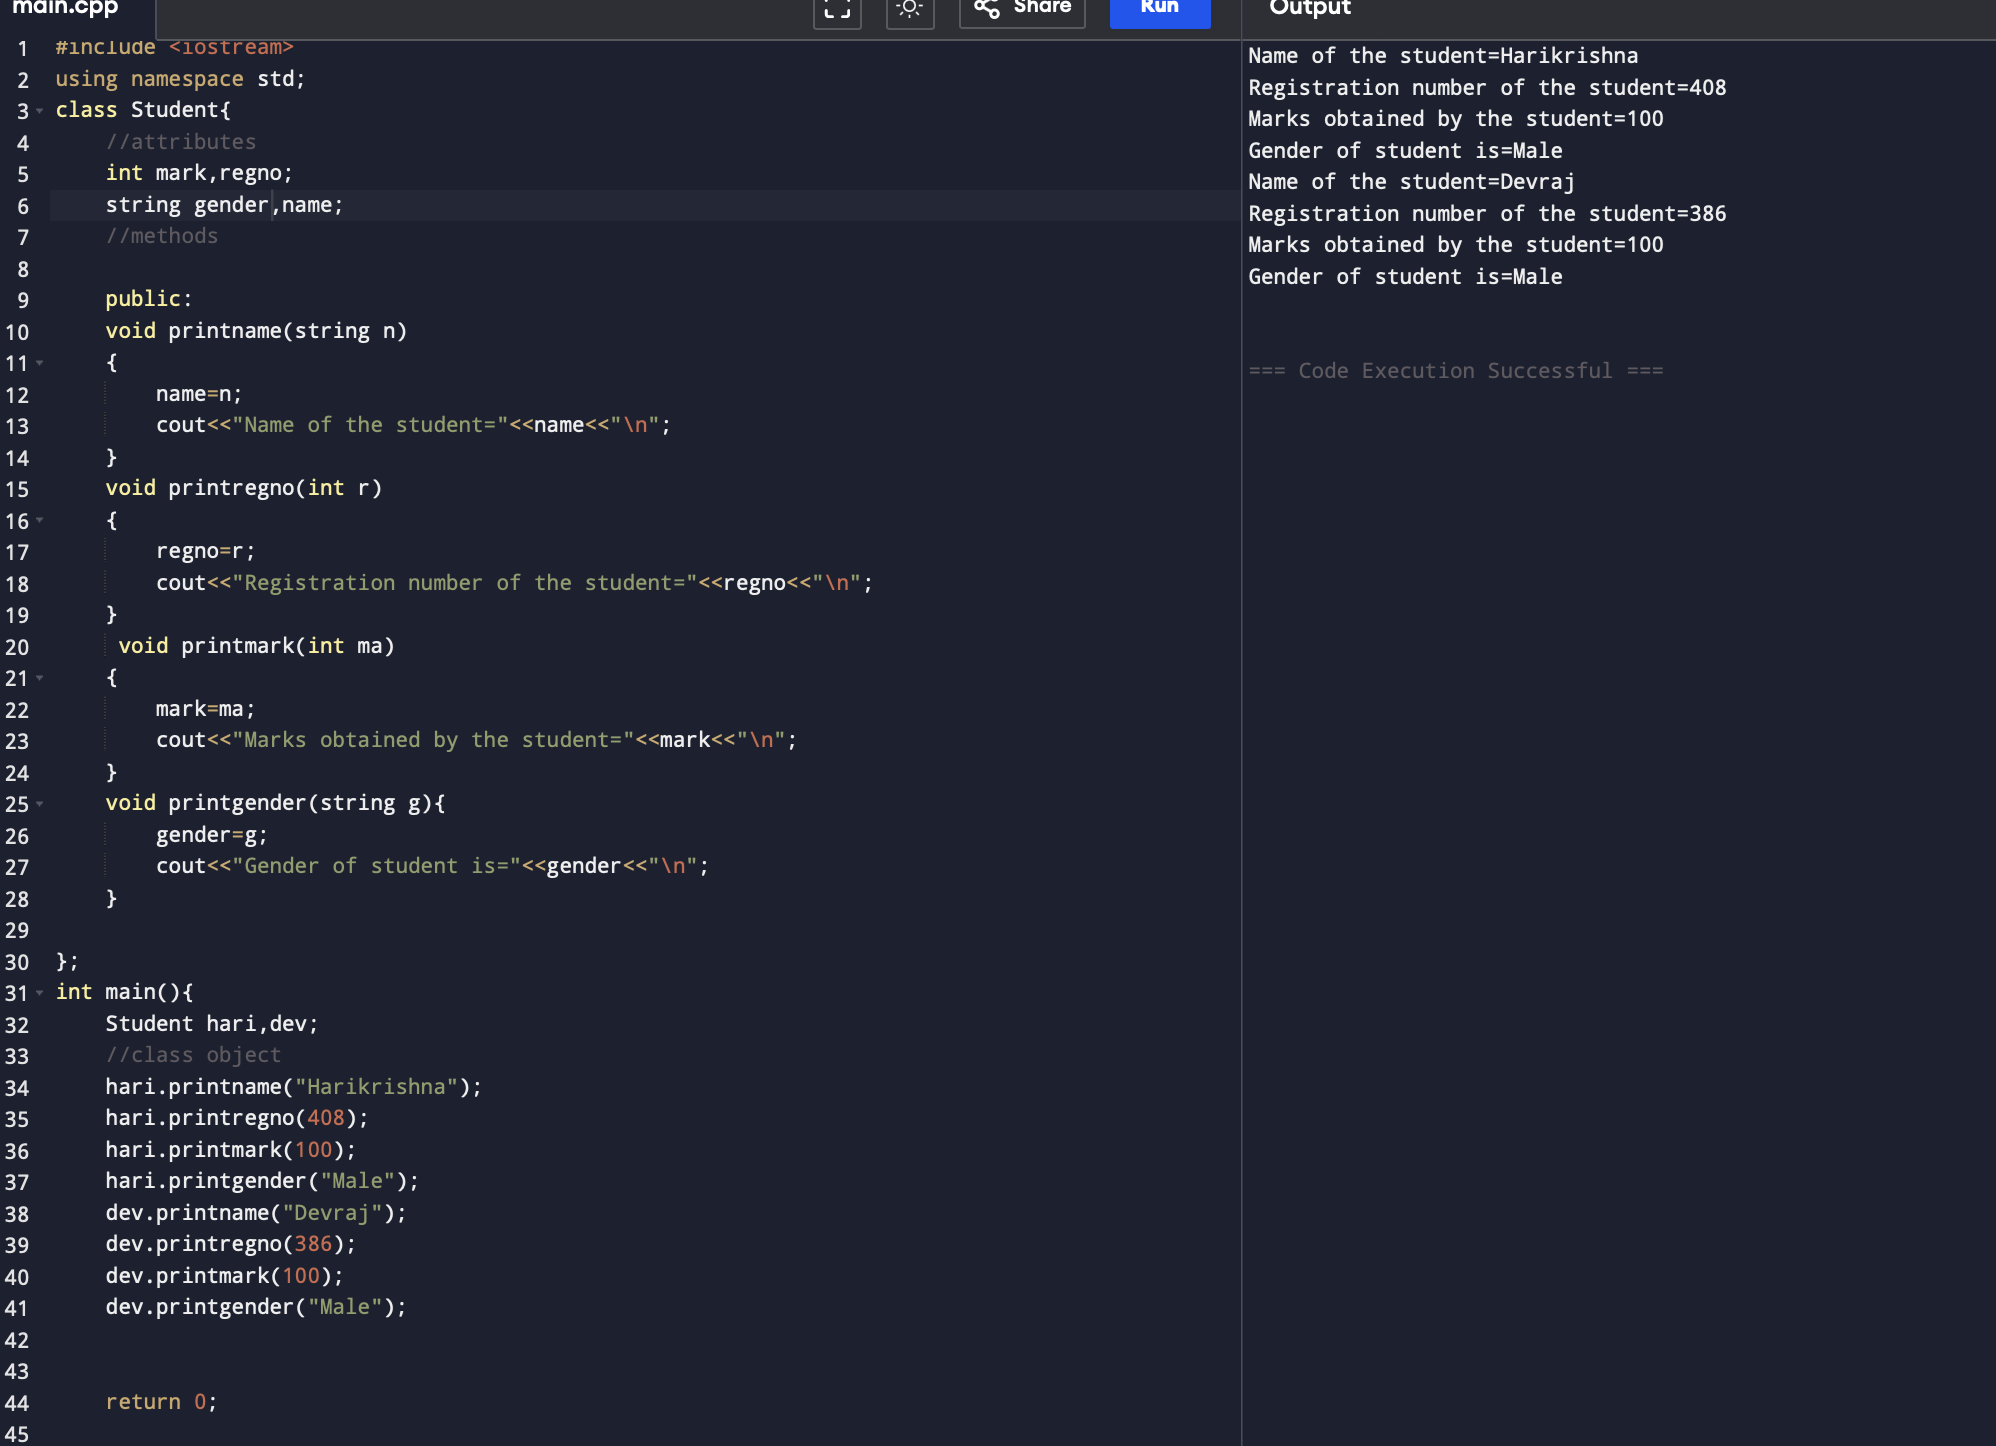 main.cpp
Share
Run
Output
1 #include <iostream>
2 using namespace std;
3 class Student{
4     //attributes
5     int mark,regno;
6     string gender,name;
7     //methods
8
9     public:
10     void printname(string n)
11     {
12         name=n;
13         cout<<"Name of the student="<<name<<"\n";
14     }
15     void printregno(int r)
16     {
17         regno=r;
18         cout<<"Registration number of the student="<<regno<<"\n";
19     }
20      void printmark(int ma)
21     {
22         mark=ma;
23         cout<<"Marks obtained by the student="<<mark<<"\n";
24     }
25     void printgender(string g){
26         gender=g;
27         cout<<"Gender of student is="<<gender<<"\n";
28     }
29
30 };
31 int main(){
32     Student hari,dev;
33     //class object
34     hari.printname("Harikrishna");
35     hari.printregno(408);
36     hari.printmark(100);
37     hari.printgender("Male");
38     dev.printname("Devraj");
39     dev.printregno(386);
40     dev.printmark(100);
41     dev.printgender("Male");
42
43
44     return 0;
45
Name of the student=Harikrishna
Registration number of the student=408
Marks obtained by the student=100
Gender of student is=Male
Name of the student=Devraj
Registration number of the student=386
Marks obtained by the student=100
Gender of student is=Male
=== Code Execution Successful ===